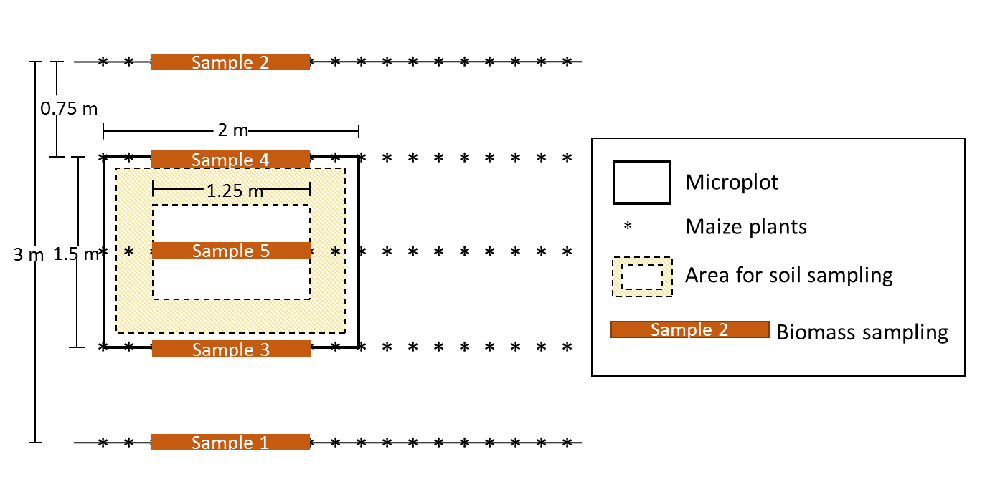 Sample 2
0.75 m
2 m
Sample 4
1.25 m
3 m
1.5 m
Sample 5
Sample 3
Sample 1
Microplot
* Maize plants
Area for soil sampling
Sample 2 Biomass sampling